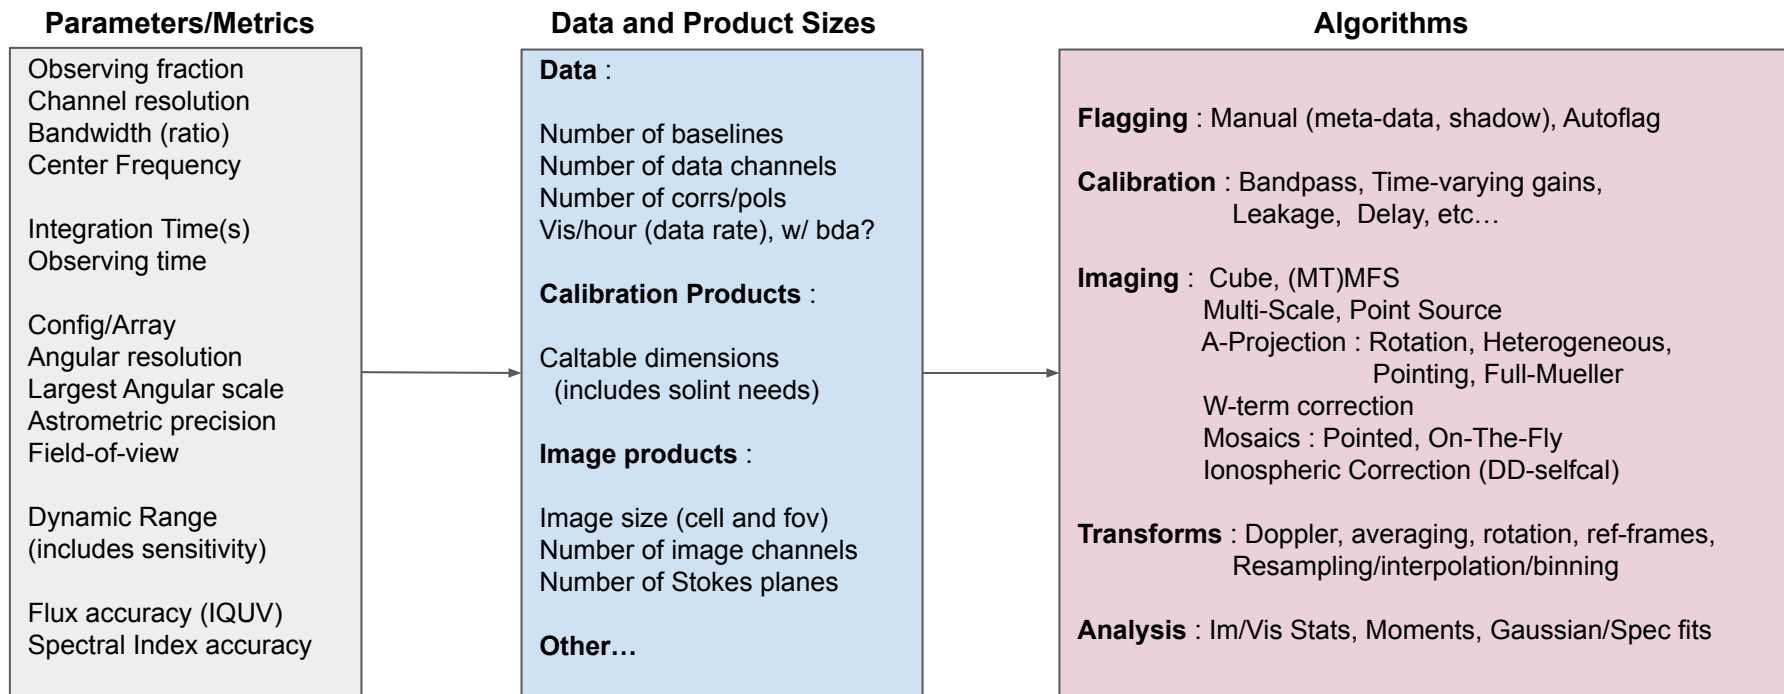 Parameters/Metrics
Observing fraction
Channel resolution
Bandwidth (ratio)
Center Frequency
Integration Time(s)
Observing time
Config/Array
Angular resolution
Largest Angular scale
Astrometric precision
Field-of-view
Dynamic Range
(includes sensitivity)
Flux accuracy (IQUV)
Spectral Index accuracy
Data and Product Sizes
Data :
Number of baselines
Number of data channels
Number of corrs/pols
Vis/hour (data rate), w/ bda?
Calibration Products :
Caltable dimensions
(includes solint needs)
Image products :
Image size (cell and fov)
Number of image channels
Number of Stokes planes
Other…
Algorithms
Flagging : Manual (meta-data, shadow), Autoflag
Calibration : Bandpass, Time-varying gains,
Leakage, Delay, etc…
Imaging : Cube, (MT)MFS
Multi-Scale, Point Source
A-Projection : Rotation, Heterogeneous,
Pointing, Full-Mueller
W-term correction
Mosaics : Pointed, On-The-Fly
Ionospheric Correction (DD-selfcal)
Transforms : Doppler, averaging, rotation, ref-frames,
Resampling/interpolation/binning
Analysis : Im/Vis Stats, Moments, Gaussian/Spec fits